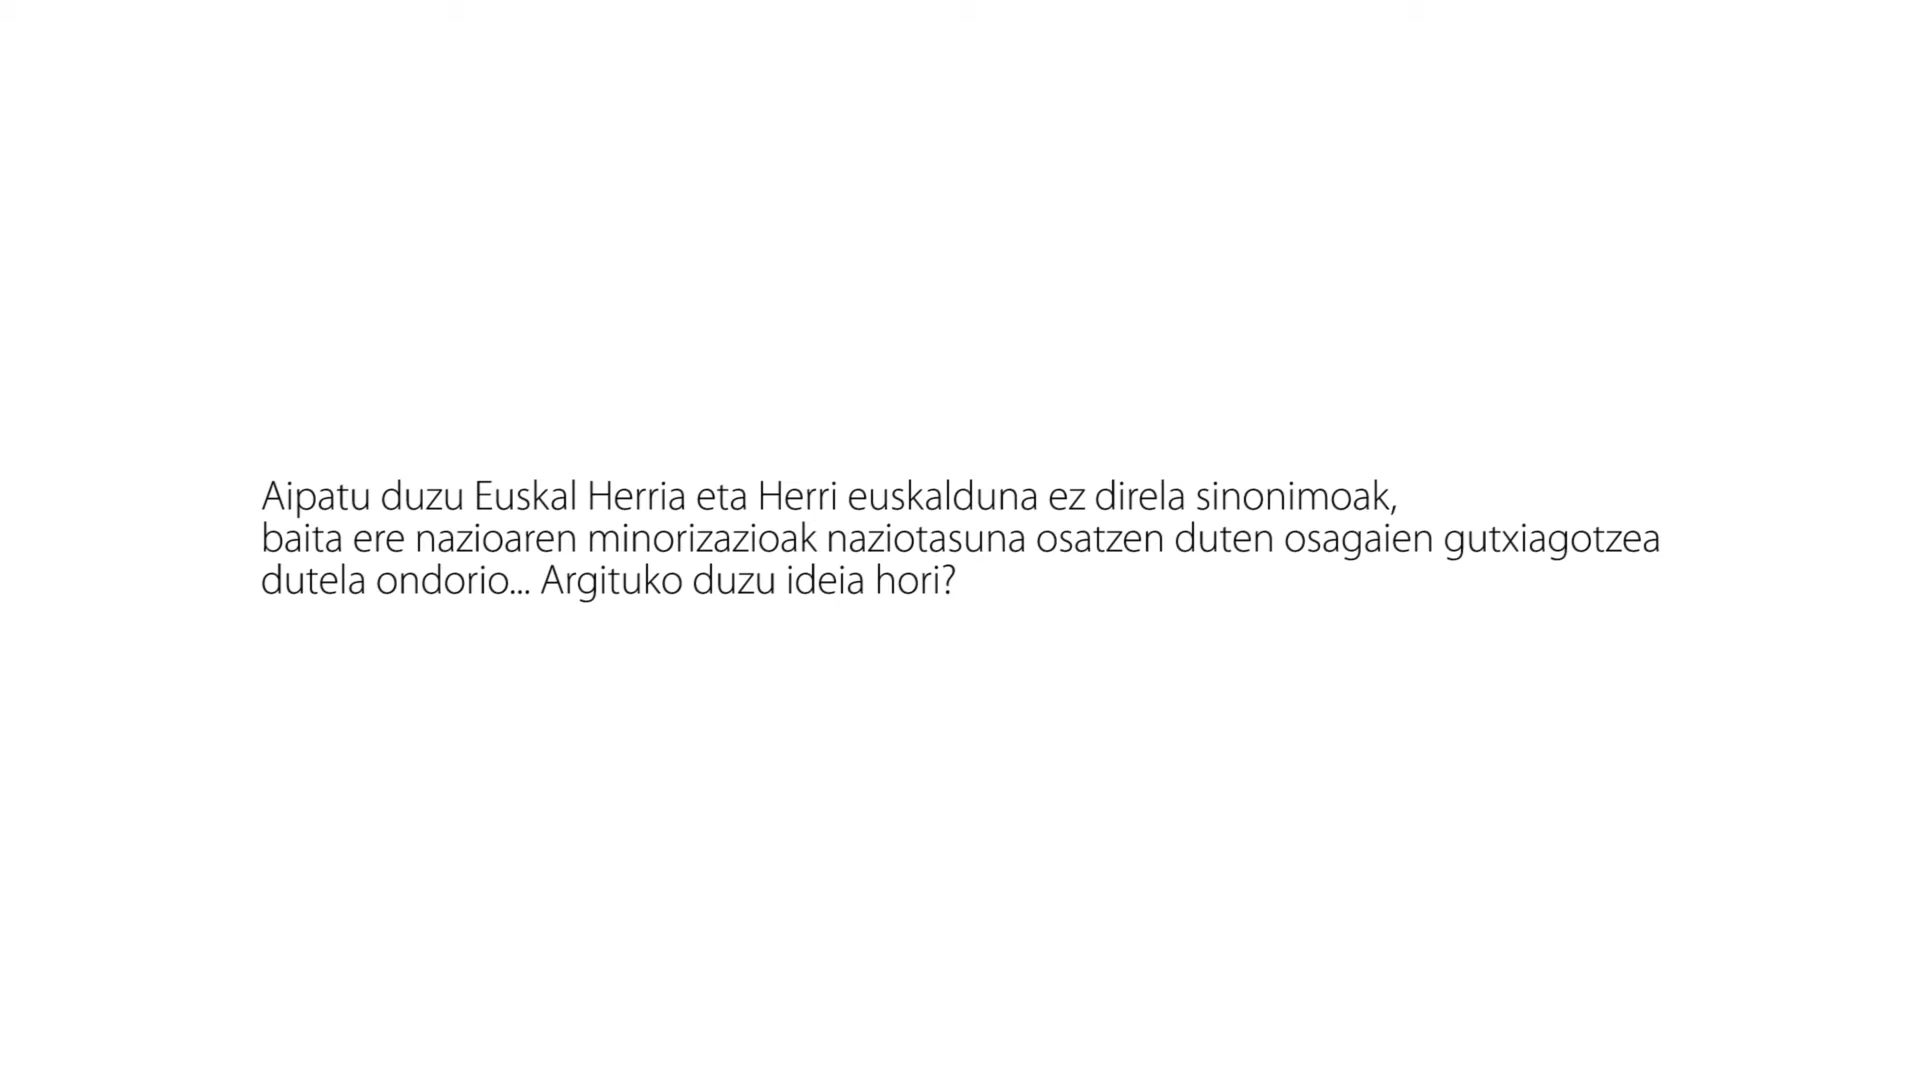 Aipatu duzu Euskal Herria eta Herri euskalduna ez direla sinonimoak,
baita ere nazioaren minorizazioak naziotasuna osatzen duten osagaien gutxiagotzea
dutela ondorio... Argituko duzu ideia hori?